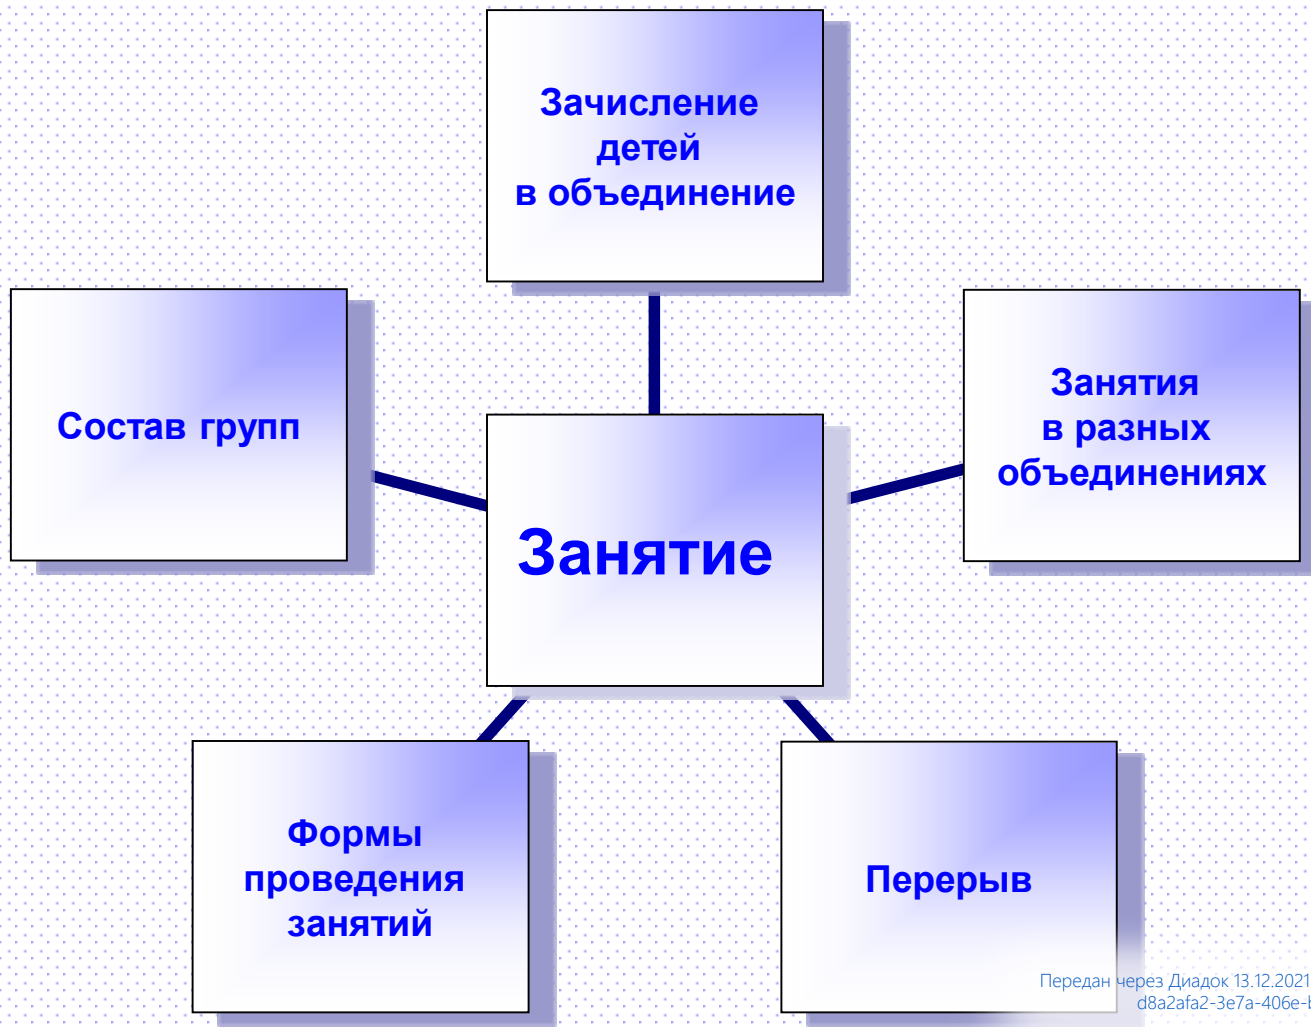 Зачисление
детей
в объединение
Состав групп
Занятия
в разных
объединениях
Занятие
Формы
проведения
занятий
Перерыв
Передан через Диадок 13.12.2021
d8a2afa2-3e7a-406e-b